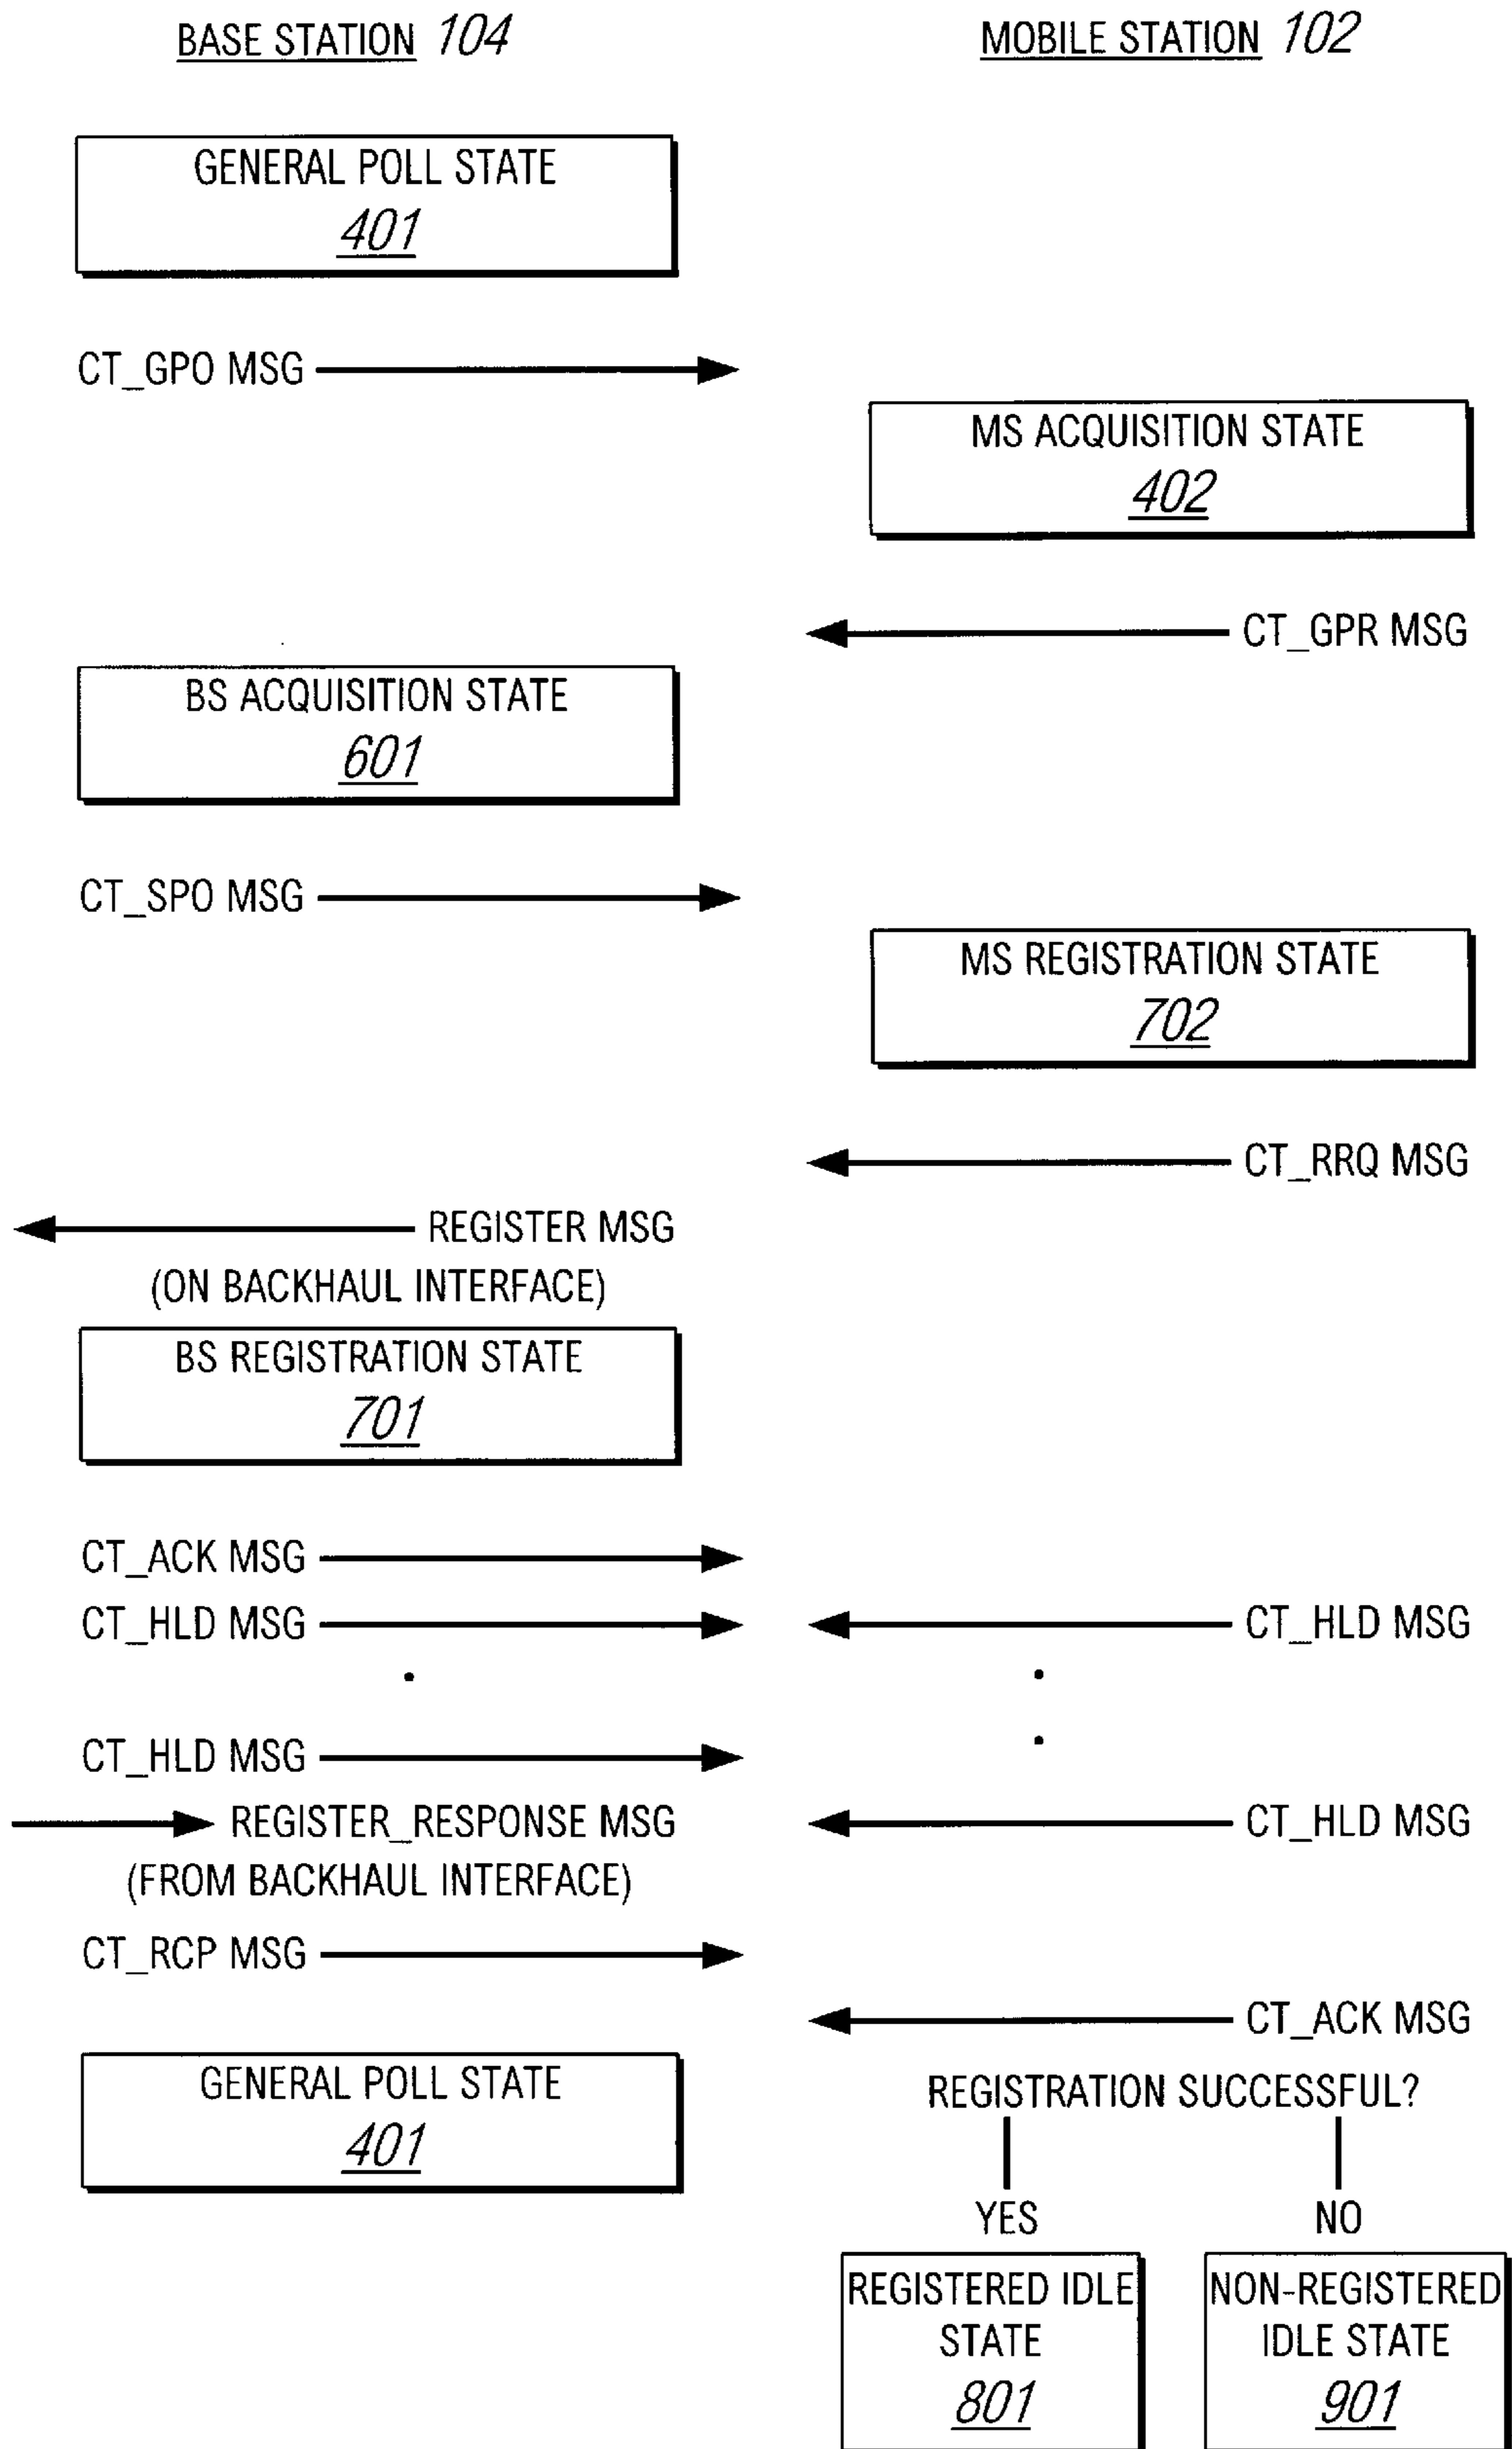 BASE STATION 104
MOBILE STATION 102
GENERAL POLL STATE
401
CT_GPO MSG
MS ACQUISITION STATE
402
CT_GPR MSG
BS ACQUISITION STATE
601
CT_SPO MSG
MS REGISTRATION STATE
702
CT_RRQ MSG
REGISTER MSG
(ON BACKHAUL INTERFACE)
BS REGISTRATION STATE
701
CT_ACK MSG
CT_HLD MSG
CT_HLD MSG
CT_HLD MSG
REGISTER_RESPONSE MSG
CT_HLD MSG
(FROM BACKHAUL INTERFACE)
CT_RCP MSG
CT_ACK MSG
GENERAL POLL STATE
401
REGISTRATION SUCCESSFUL?
YES
NO
REGISTERED IDLE
STATE
801
NON-REGISTERED
IDLE STATE
901